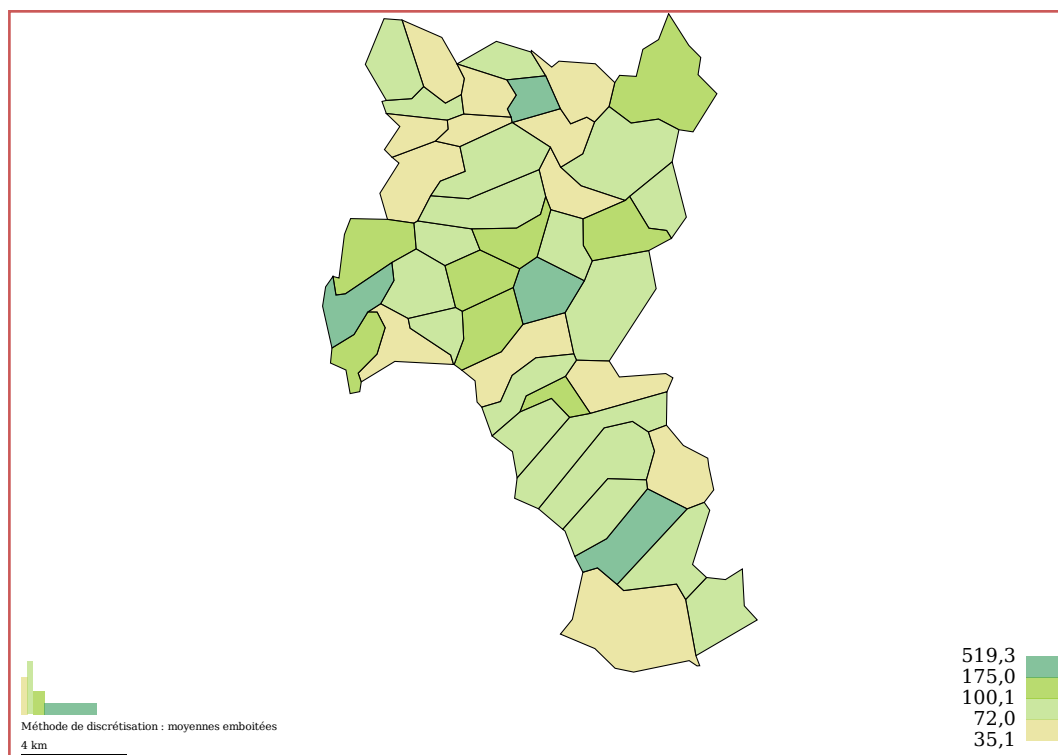 519,3
175,0
100,1
72,0
35,1
Méthode de discrétisation : moyennes emboitées
4 km